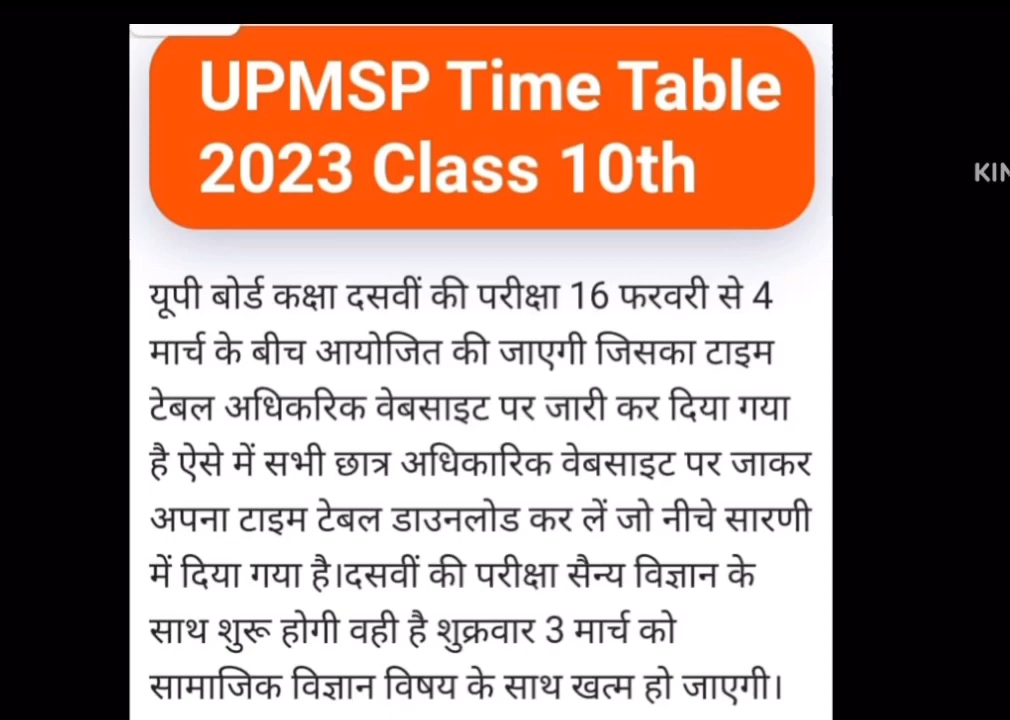 UPMSP Time Table
2023 Class 10th
KIN
यूपी बोर्ड कक्षा दसवीं की परीक्षा 16 फरवरी से 4
मार्च के बीच आयोजित की जाएगी जिसका टाइम
टेबल अधिकरिक वेबसाइट पर जारी कर दिया गया
है ऐसे में सभी छात्र अधिकारिक वेबसाइट पर जाकर
अपना टाइम टेबल डाउनलोड कर लें जो नीचे सारणी
में दिया गया है।दसवीं की परीक्षा सैन्य विज्ञान के
साथ शुरू होगी वही है शुक्रवार 3 मार्च को
सामाजिक विज्ञान विषय के साथ खत्म हो जाएगी।